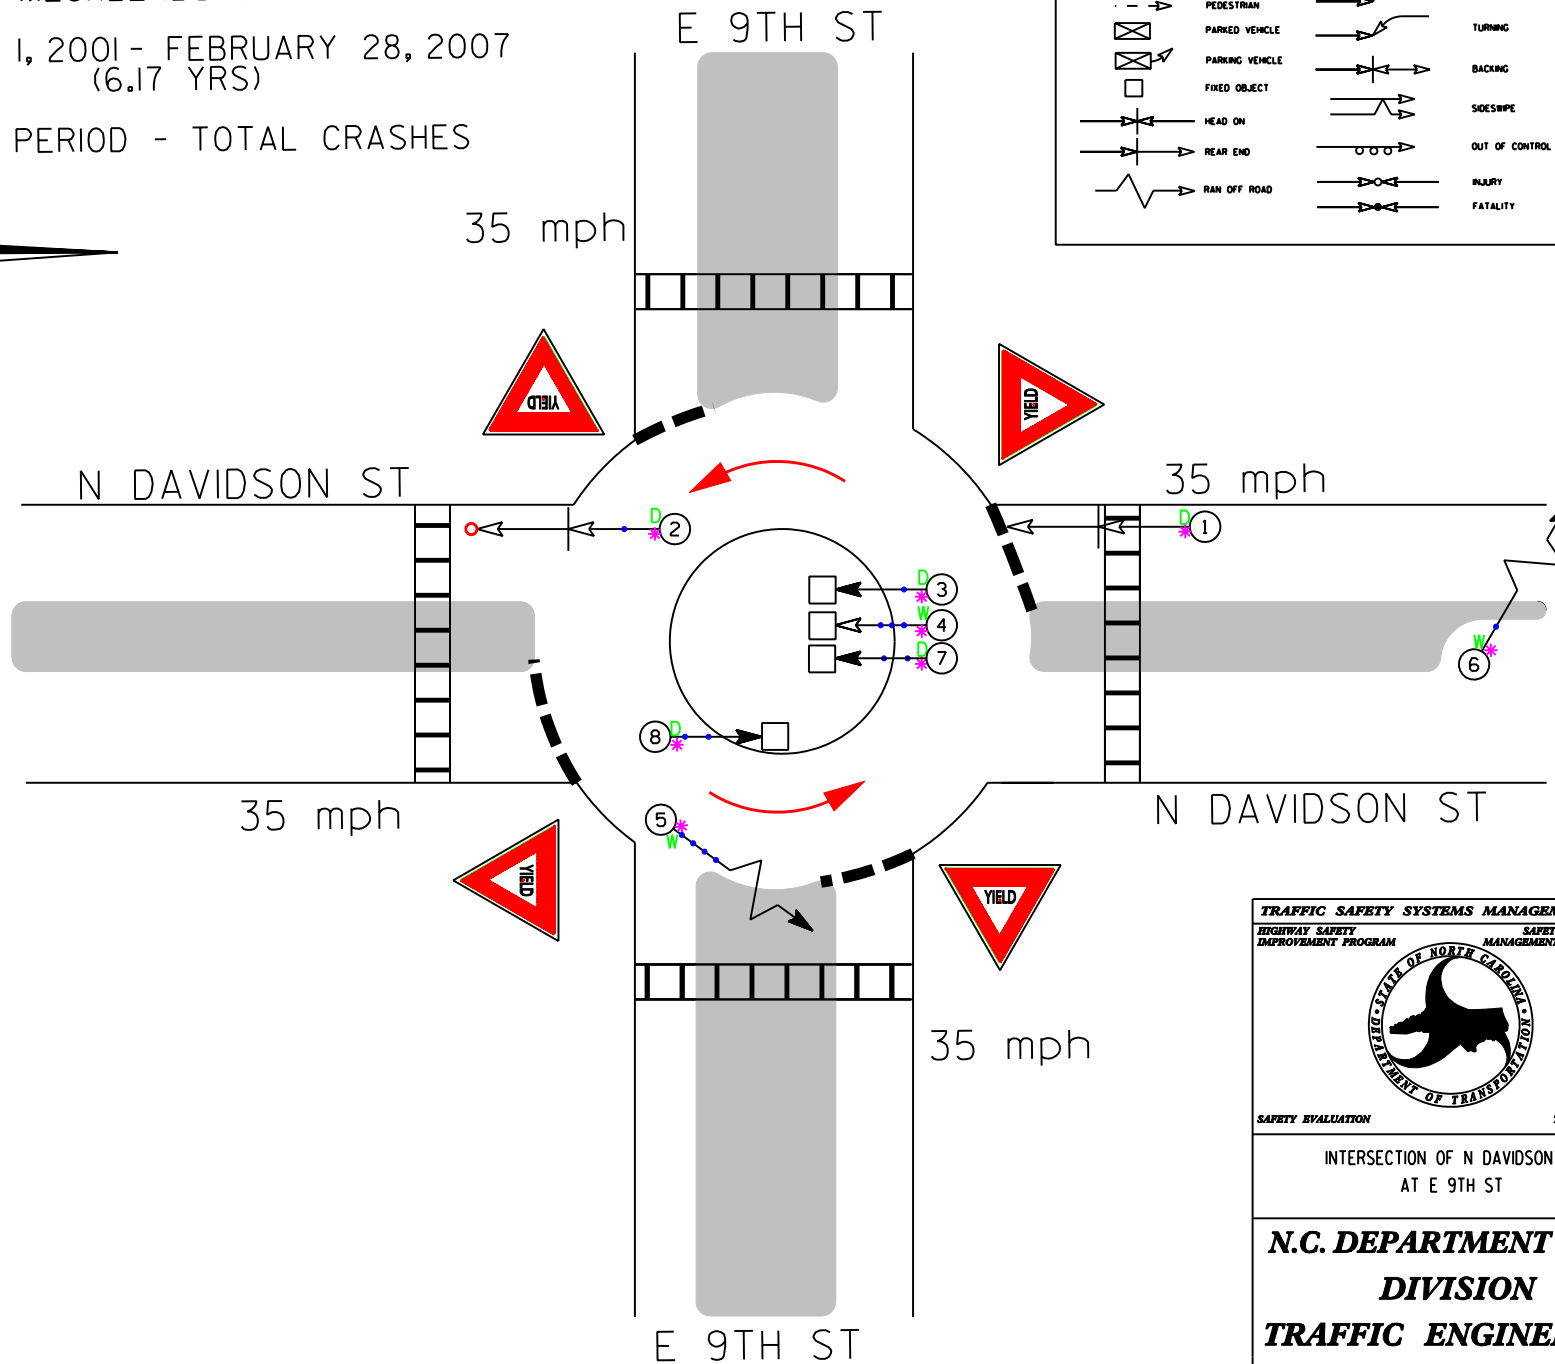 E 9TH ST
1, 2001 - FEBRUARY 28, 2007
(6.17 YRS)
PERIOD - TOTAL CRASHES
PEDESTRIAN
PARKED VEHICLE
PARKING VEHICLE
FIXED OBJECT
HEAD ON
REAR END
RAN OFF ROAD
TURNING
BACKING
SIDESWIPE
OUT OF CONTROL
INJURY
FATALITY
35 mph
YIELD
YIELD
N DAVIDSON ST
35 mph
D 2
D 1
D 3
W 4
D 7
W 6
8 D
5 W
35 mph
N DAVIDSON ST
YIELD
YIELD
35 mph
E 9TH ST
TRAFFIC SAFETY SYSTEMS
HIGHWAY SAFETY
IMPROVEMENT PROGRAM
STATE OF NORTH CAROLINA
DEPARTMENT OF TRANSPORTATION
SAFETY EVALUATION
INTERSECTION OF N DAVIDSON
AT E 9TH ST
N.C. DEPARTMENT
DIVISION
TRAFFIC